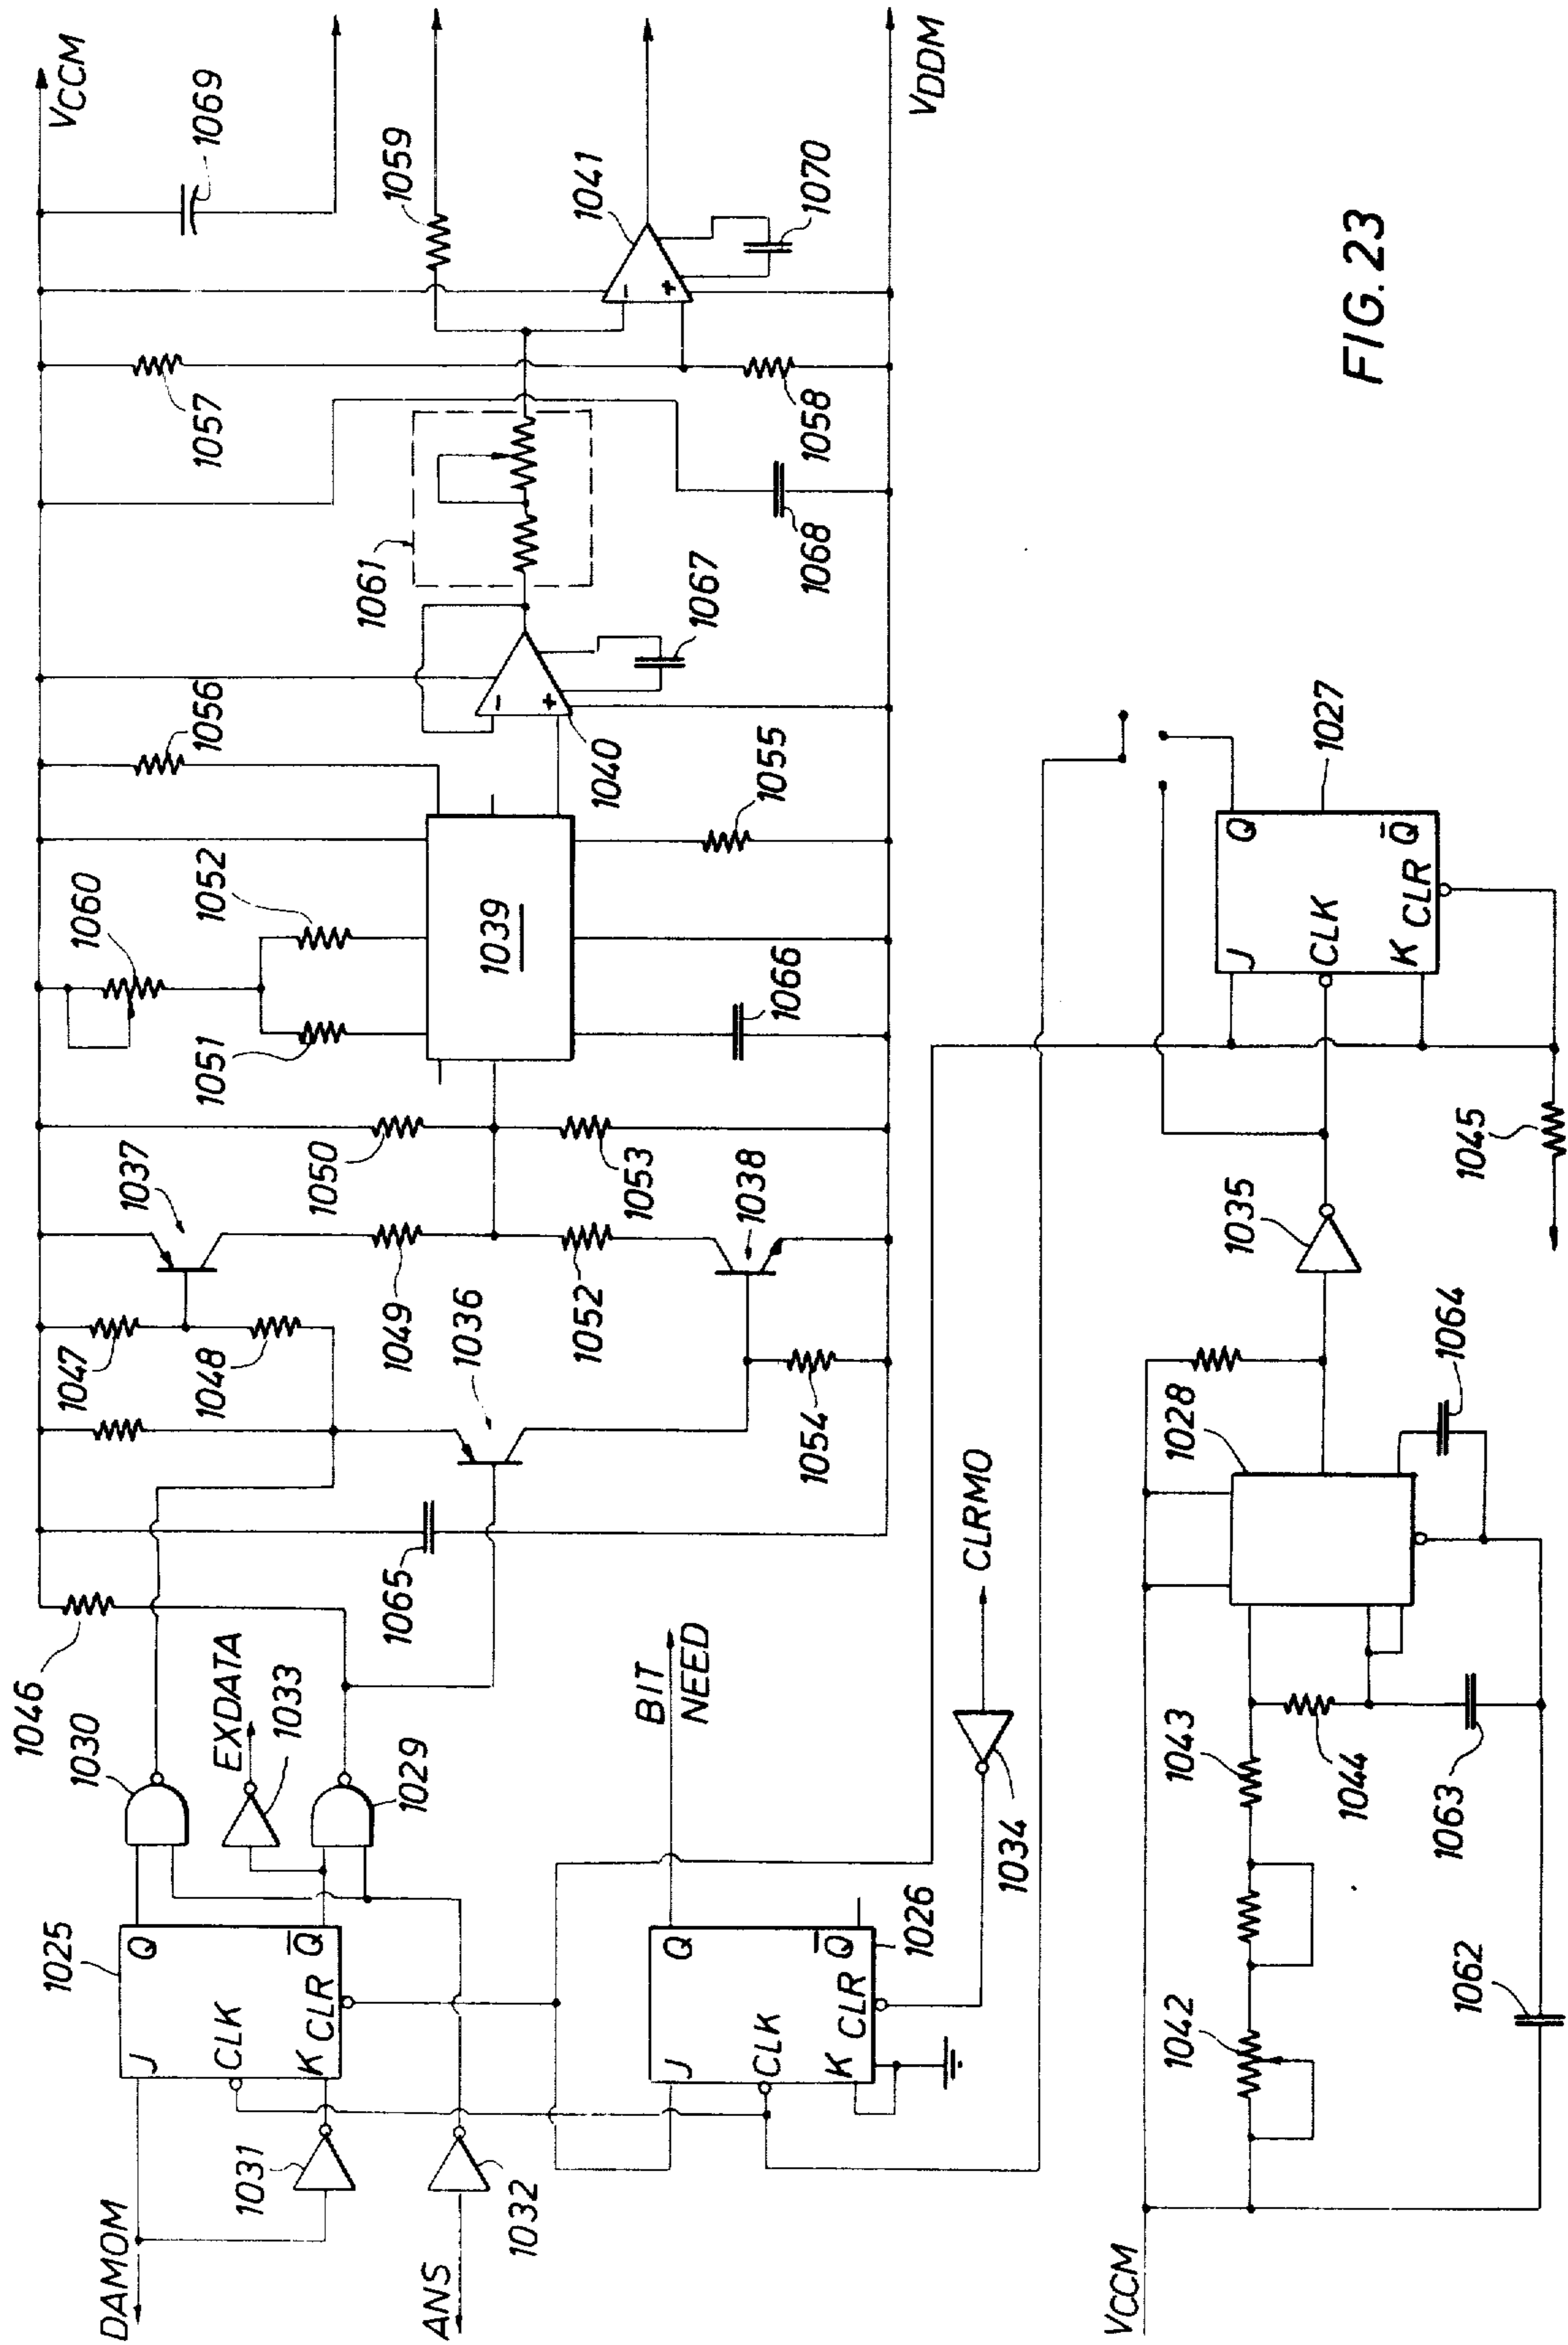 VCCM
1069
1059
1041
1070
VDDM
1057
1058
1061
1068
1067
1056
1040
1055
1060
1052
1051
1039
1066
1037
1050
1053
1038
1047
1048
1049
1036
1052
1054
1065
1046
1030
EXDATA
1033
1029
BIT
NEED
CLRMO
1034
1025
J
Q
CLK
K
Q̅
CLR
1031
1032
DAMOM
ANS
1026
J
Q
CLK
K
Q̅
CLR
VCCM
1042
1043
1044
1062
1063
1064
1028
1035
1045
1027
J
Q
CLK
K
Q̅
CLR
-
+
-
+
FIG. 23